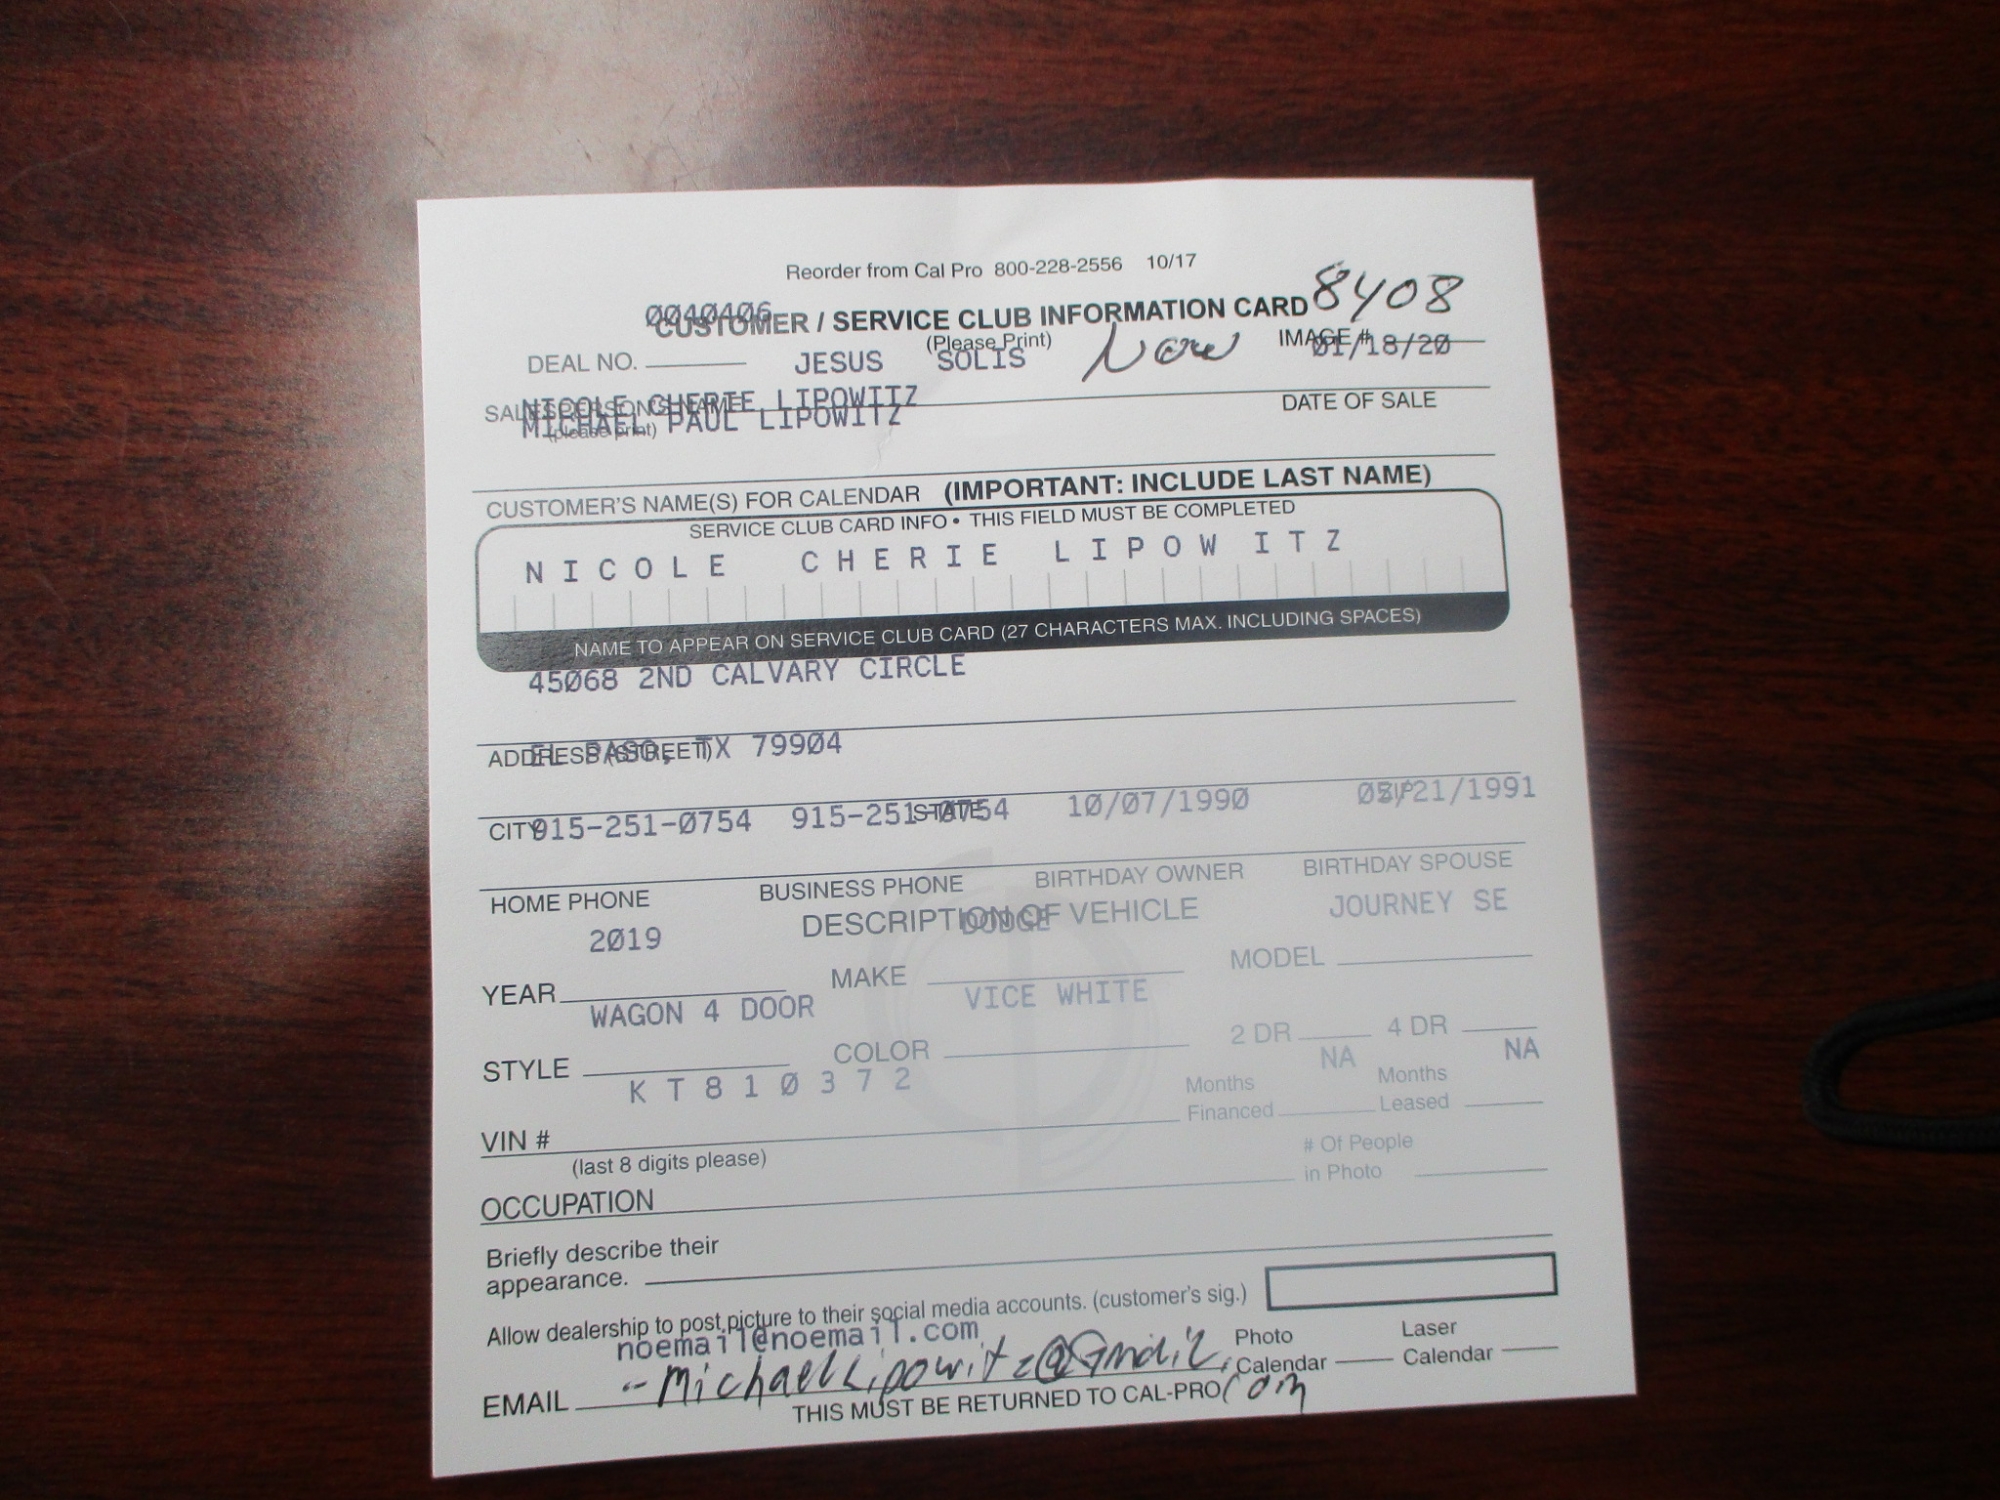 Reorder from Cal Pro 800-228-2556 10/17
0040406
CUSTOMER / SERVICE CLUB INFORMATION CARD 8408
(Please Print)
DEAL NO. JESUS SOLIS New IMAGE # 01/18/20
NICOLE CHERIE LIPOWITZ
SALESPERSON'S NAME DATE OF SALE
MICHAEL PAUL LIPOWITZ
(please print)
CUSTOMER'S NAME(S) FOR CALENDAR (IMPORTANT: INCLUDE LAST NAME)
SERVICE CLUB CARD INFO • THIS FIELD MUST BE COMPLETED
NICOLE CHERIE LIPOWITZ
NAME TO APPEAR ON SERVICE CLUB CARD (27 CHARACTERS MAX. INCLUDING SPACES)
45068 2ND CALVARY CIRCLE
EL PASO, TX 79904
ADDRESS (STREET)
915-251-0754 915-251-0754 10/07/1990 /21/1991
CITY STATE ZIP
HOME PHONE BUSINESS PHONE BIRTHDAY OWNER BIRTHDAY SPOUSE
DESCRIPTION OF VEHICLE
2019 DODGE JOURNEY SE
YEAR MAKE MODEL
WAGON 4 DOOR VICE WHITE
STYLE COLOR 2 DR 4 DR
KT810372 NA NA
VIN # Months Financed Months Leased
(last 8 digits please)
# Of People in Photo
OCCUPATION
Briefly describe their
appearance.
Allow dealership to post picture to their social media accounts. (customer's sig.)
noemail@noemail.com
EMAIL MichaelLipowitz@Gmail.com Photo Calendar Laser Calendar
THIS MUST BE RETURNED TO CAL-PRO